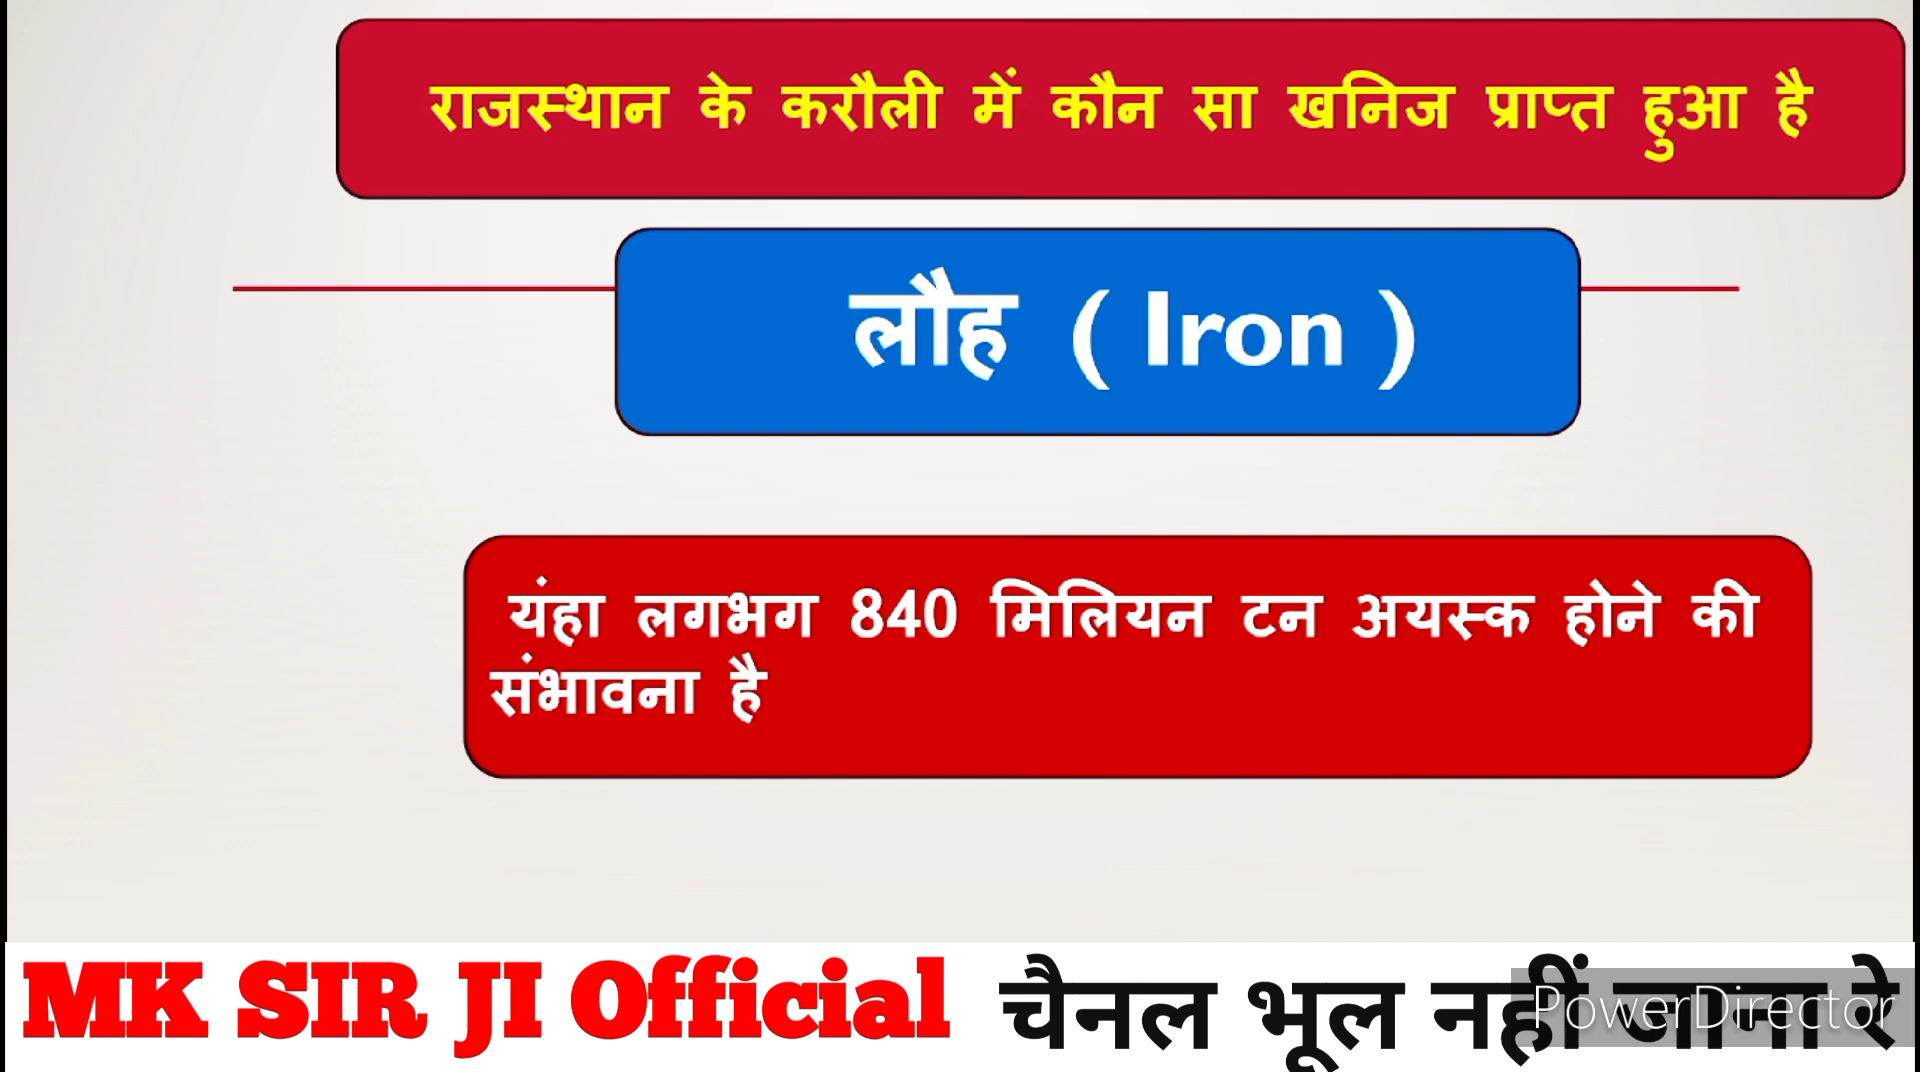 राजस्थान के करौली में कौन सा खनिज प्राप्त हुआ है
लौह ( Iron )
यंहा लगभग 840 मिलियन टन अयस्क होने की
संभावना है
MK SIR JI Official चैनल भूल नहीं जाना रे
PowerDirector